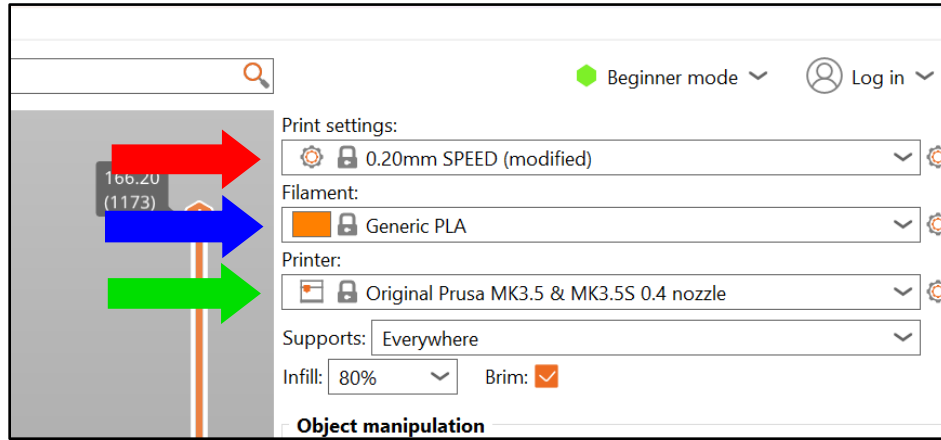 Beginner mode
Log in
Print settings:
0.20mm SPEED (modified)
166.20
(1173)
Filament:
Generic PLA
Printer:
Original Prusa MK3.5 & MK3.5S 0.4 nozzle
Supports: Everywhere
Infill: 80% Brim:
Object manipulation